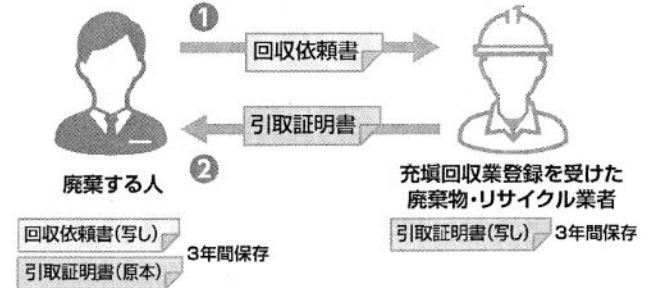 ❶
回収依頼書
引取証明書
❷
廃棄する人
充塡回収業登録を受けた
廃棄物・リサイクル業者
回収依頼書(写し)
引取証明書(原本)
3年間保存
引取証明書(写し)
3年間保存